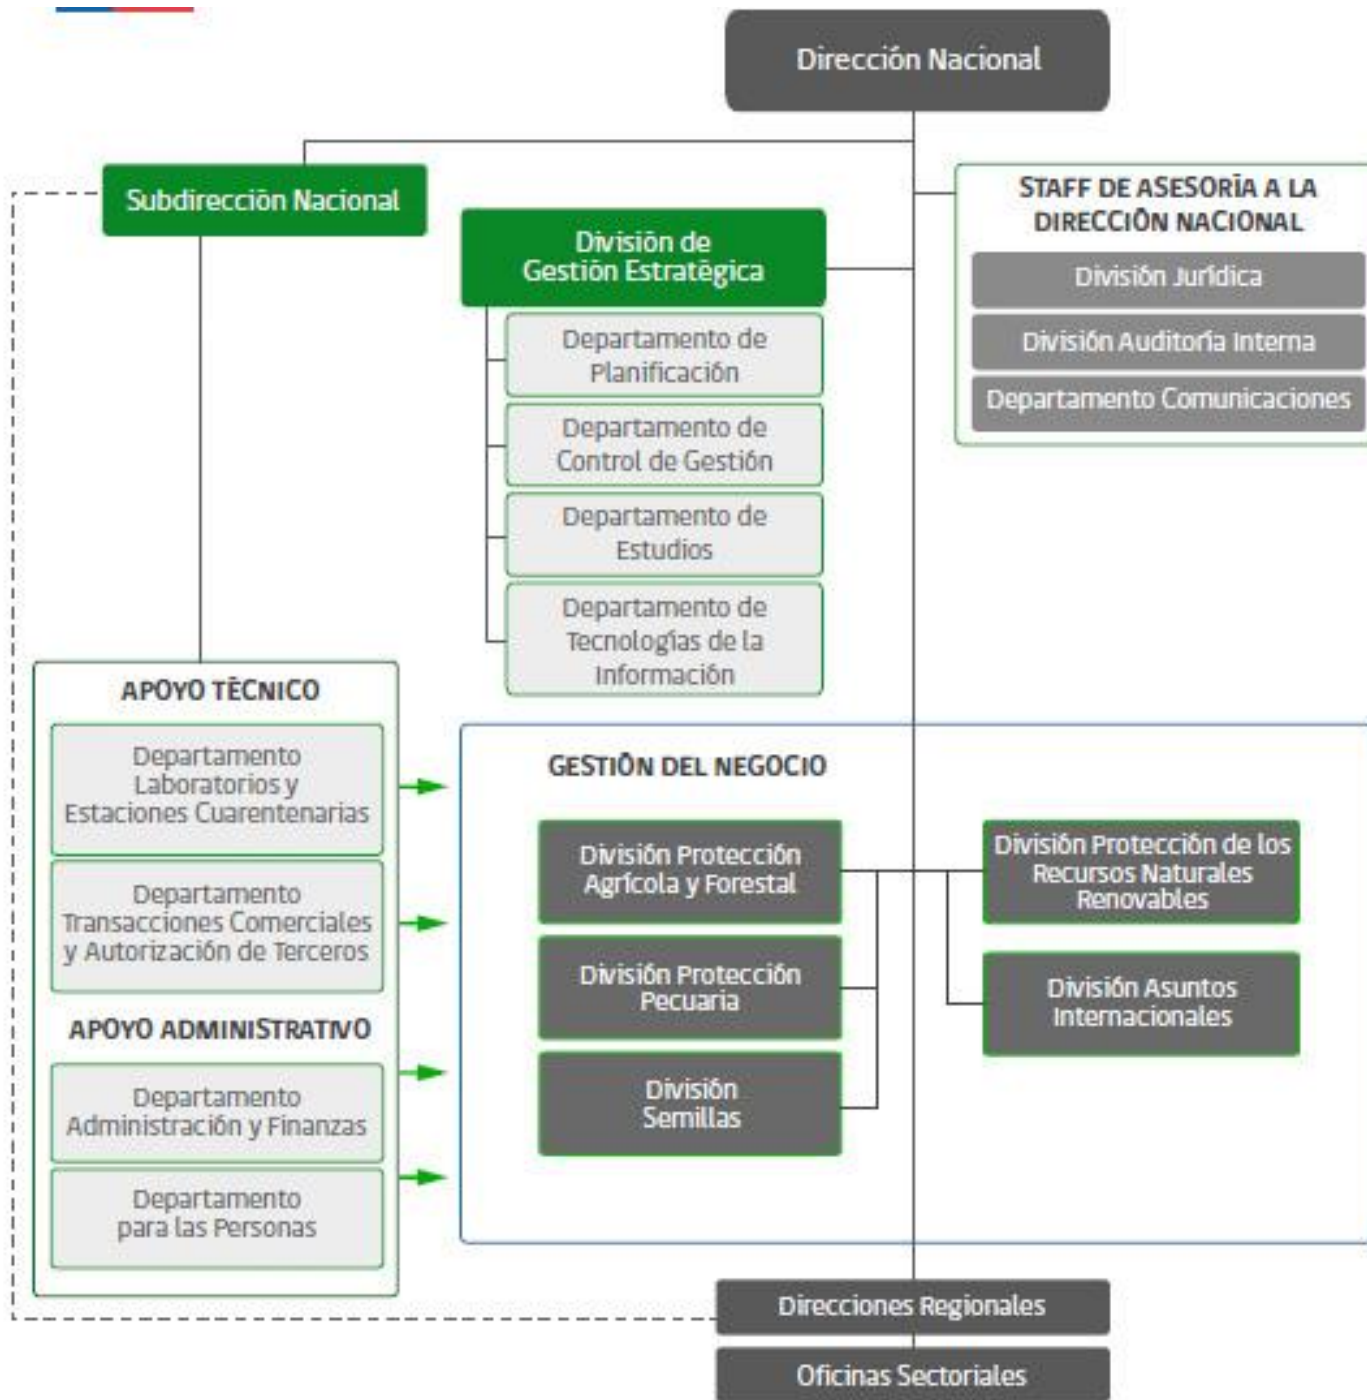 Dirección Nacional
Subdirección Nacional
STAFF DE ASESORÍA A LA
DIRECCIÓN NACIONAL
División Jurídica
División Auditoría Interna
Departamento Comunicaciones
División de
Gestión Estratégica
Departamento de
Planificación
Departamento de
Control de Gestión
Departamento de
Estudios
Departamento de
Tecnologías de la
Información
APOYO TÉCNICO
Departamento
Laboratorios y
Estaciones Cuarentenarias
Departamento
Transacciones Comerciales
y Autorización de Terceros
APOYO ADMINISTRATIVO
Departamento
Administración y Finanzas
Departamento
para las Personas
GESTIÓN DEL NEGOCIO
División Protección
Agrícola y Forestal
División Protección
Pecuaria
División
Semillas
División Protección de los
Recursos Naturales
Renovables
División Asuntos
Internacionales
Direcciones Regionales
Oficinas Sectoriales